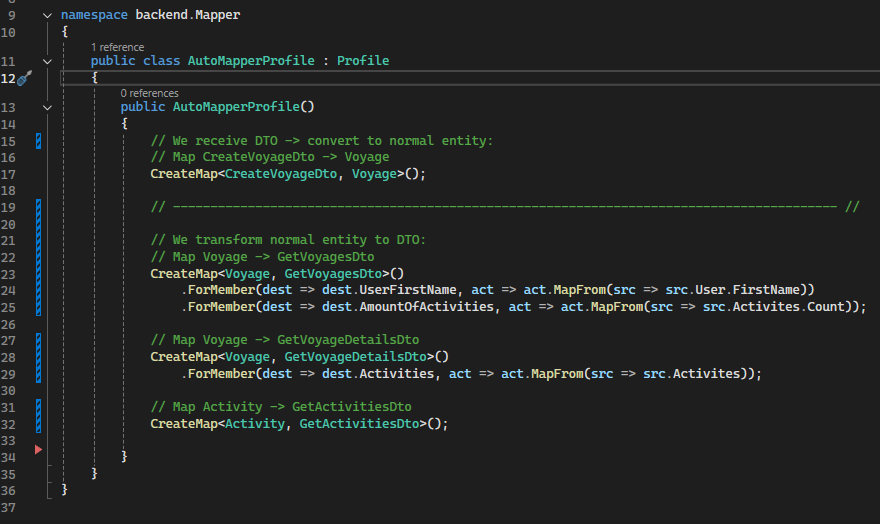 8
9 namespace backend.Mapper
10 {
1 reference
11 public class AutoMapperProfile : Profile
12 {
0 references
13 public AutoMapperProfile()
14 {
15 // We receive DTO -> convert to normal entity:
16 // Map CreateVoyageDto -> Voyage
17 CreateMap<CreateVoyageDto, Voyage>();
18
19 // ----------------------------------------------------------------------------------------- //
20
21 // We transform normal entity to DTO:
22 // Map Voyage -> GetVoyagesDto
23 CreateMap<Voyage, GetVoyagesDto>()
24 .ForMember(dest => dest.UserFirstName, act => act.MapFrom(src => src.User.FirstName))
25 .ForMember(dest => dest.AmountOfActivities, act => act.MapFrom(src => src.Activites.Count));
26
27 // Map Voyage -> GetVoyageDetailsDto
28 CreateMap<Voyage, GetVoyageDetailsDto>()
29 .ForMember(dest => dest.Activities, act => act.MapFrom(src => src.Activites));
30
31 // Map Activity -> GetActivitiesDto
32 CreateMap<Activity, GetActivitiesDto>();
33
34 }
35 }
36 }
37